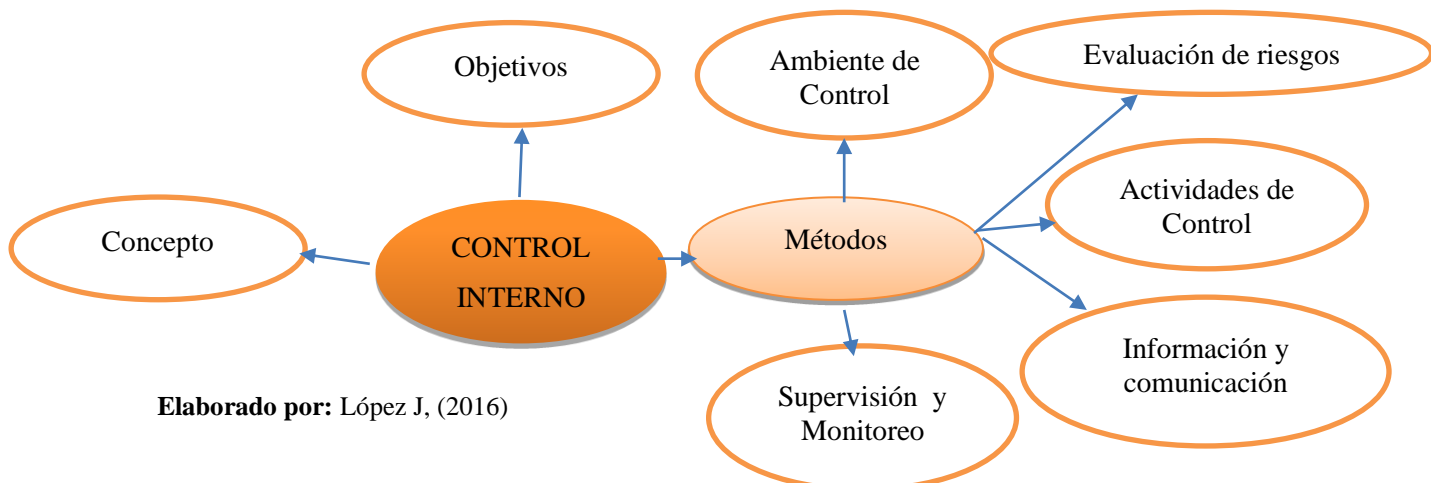 Objetivos
Ambiente de
Control
Evaluación de riesgos
Actividades de
Control
Concepto
CONTROL
INTERNO
Métodos
Información y
comunicación
Supervisión y
Monitoreo
Elaborado por: López J, (2016)